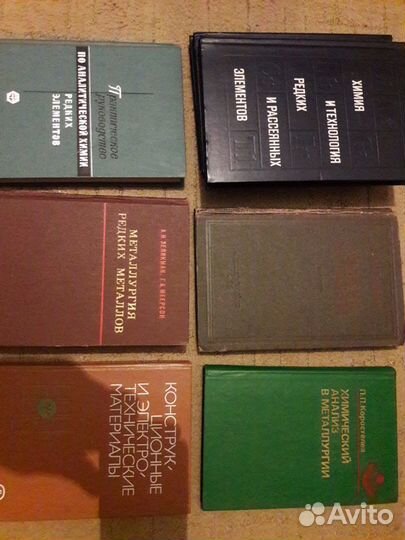 Практическое
руководство
ПО АНАЛИТИЧЕСКОЙ ХИМИИ
РЕДКИХ
ЭЛЕМЕНТОВ
ХИМИЯ
И ТЕХНОЛОГИЯ
РЕДКИХ
И РАССЕЯННЫХ
ЭЛЕМЕНТОВ
А.Н. ЗЕЛИКМАН, Г.А. МЕЕРСОН
МЕТАЛЛУРГИЯ
РЕДКИХ МЕТАЛЛОВ
КОНСТРУК-
ЦИОННЫЕ
И ЭЛЕКТРО-
ТЕХНИЧЕСКИЕ
МАТЕРИАЛЫ
П.П. Коростелев
ХИМИЧЕСКИЙ
АНАЛИЗ
В МЕТАЛЛУРГИИ
Avito